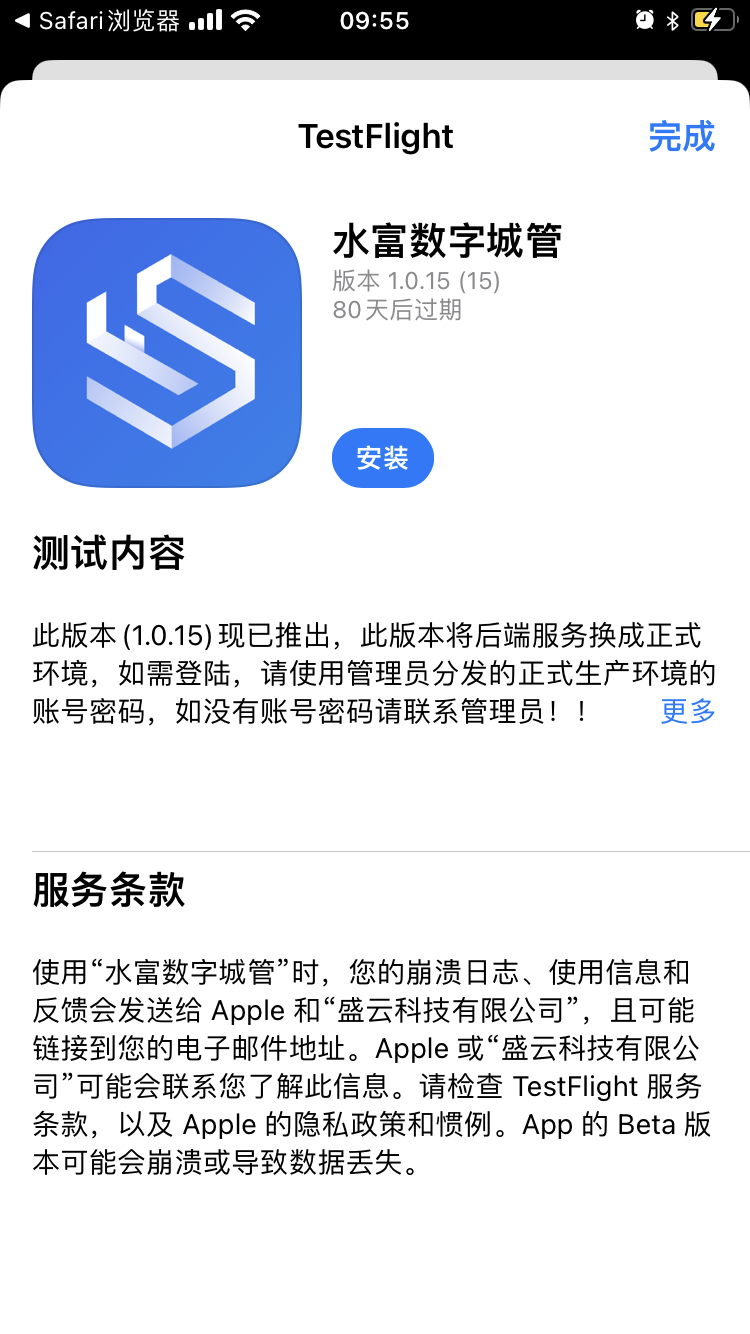 Safari浏览器
09:55
TestFlight
完成
水富数字城管
版本 1.0.15 (15)
80天后过期
安装
测试内容
此版本(1.0.15)现已推出，此版本将后端服务换成正式
环境，如需登陆，请使用管理员分发的正式生产环境的
账号密码，如没有账号密码请联系管理员！！
更多
服务条款
使用“水富数字城管”时，您的崩溃日志、使用信息和
反馈会发送给 Apple 和“盛云科技有限公司”，且可能
链接到您的电子邮件地址。Apple 或“盛云科技有限公
司”可能会联系您了解此信息。请检查 TestFlight 服务
条款，以及 Apple 的隐私政策和惯例。App 的 Beta 版
本可能会崩溃或导致数据丢失。